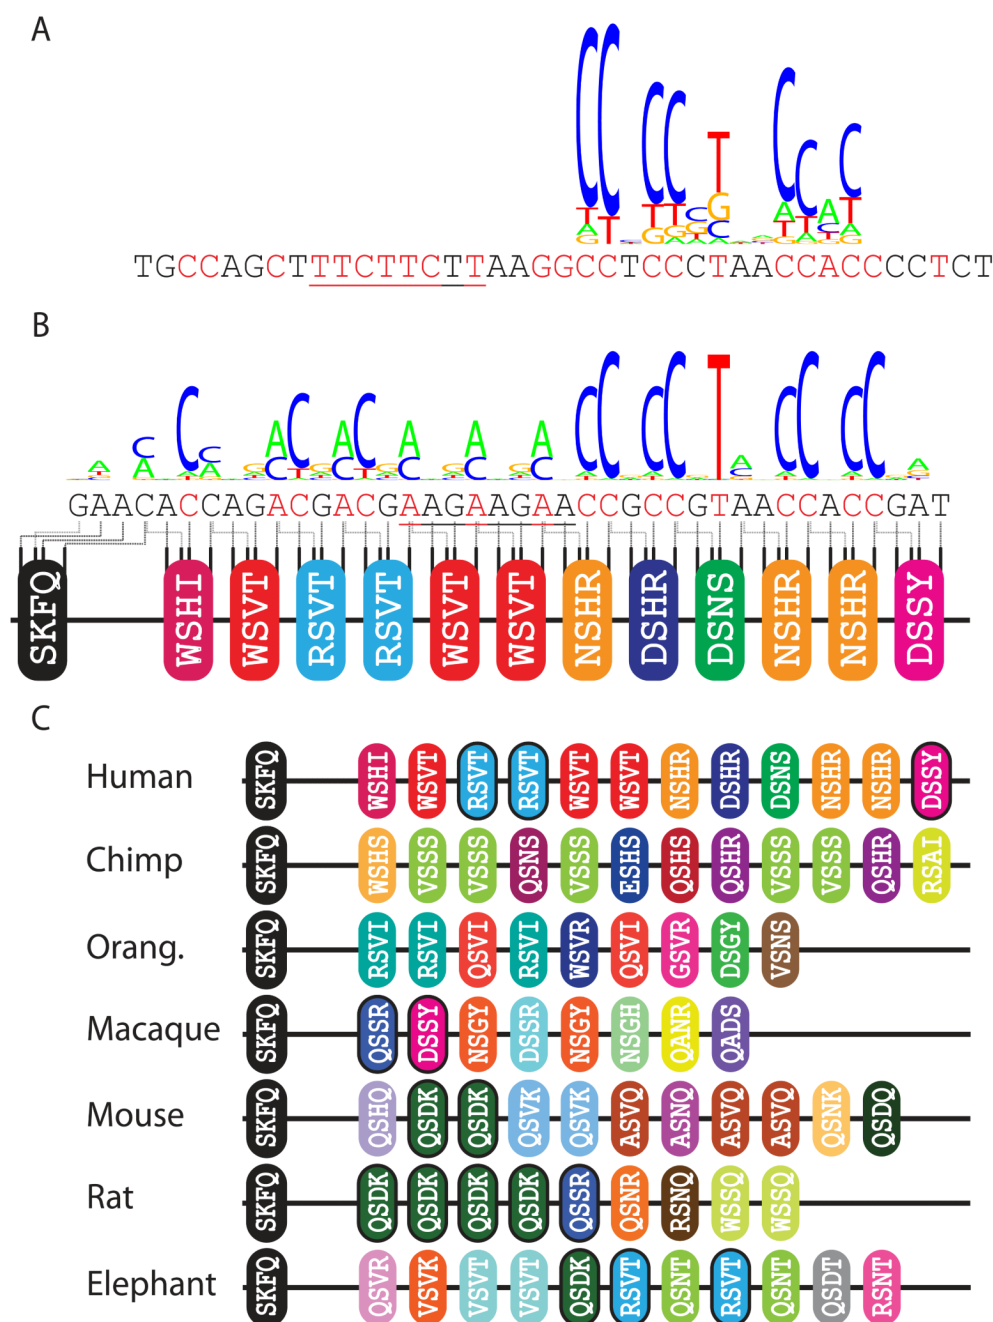 A
TGCCAGCTTTCTTCTTAAGGCCTCCCTAACCACCCCCTCT
B
GAACACCAGACGACGAAGAAGAACCGCCGTAACCACCGAT
SKFQ WSHI WSVT RSVT RSVT WSVT WSVT NSHR DSHR DSNS NSHR NSHR DSSY
C
Human SKFQ WSHI WSVT RSVT RSVT WSVT WSVT NSHR DSHR DSNS NSHR NSHR DSSY
Chimp SKFQ WSHS VSSS VSSS QSNS VSSS ESHS QSHS QSHR VSSS VSSS QSHR RSAI
Orang. SKFQ RSVI RSVI QSVI RSVI WSVR QSVI GSVR DSGY VSNS
Macaque SKFQ QSSR DSSY NSGY DSSR NSGY NSGH QANR QADS
Mouse SKFQ QSHQ QSDK QSDK QSVK QSVK ASVQ ASNQ ASVQ ASVQ QSNK QSDQ
Rat SKFQ QSDK QSDK QSDK QSDK QSSR QSNR RSNQ WSSQ WSSQ
Elephant SKFQ QSVR VSVK VSVT VSVT QSDK RSVT QSNT RSVT QSNT QSDT RSNT